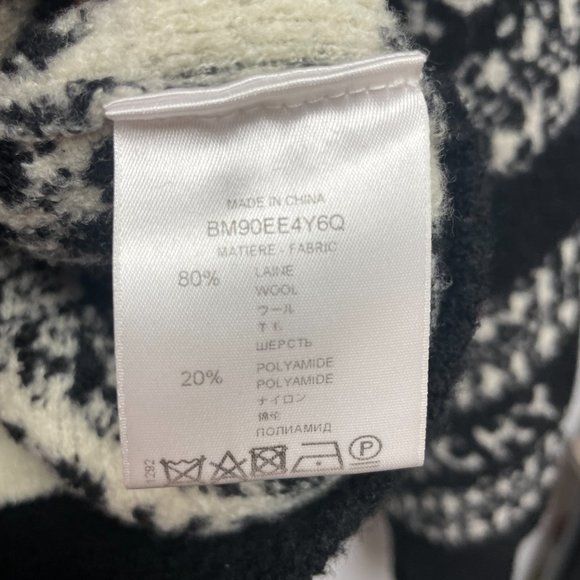 MADE IN CHINA
BM90EE4Y6Q
MATIERE - FABRIC
80% LAINE
WOOL
ウール
ШЕРСТЬ
20% POLYAMIDE
POLYAMIDE
ナイロン
ПОЛИАМИД
1292
P